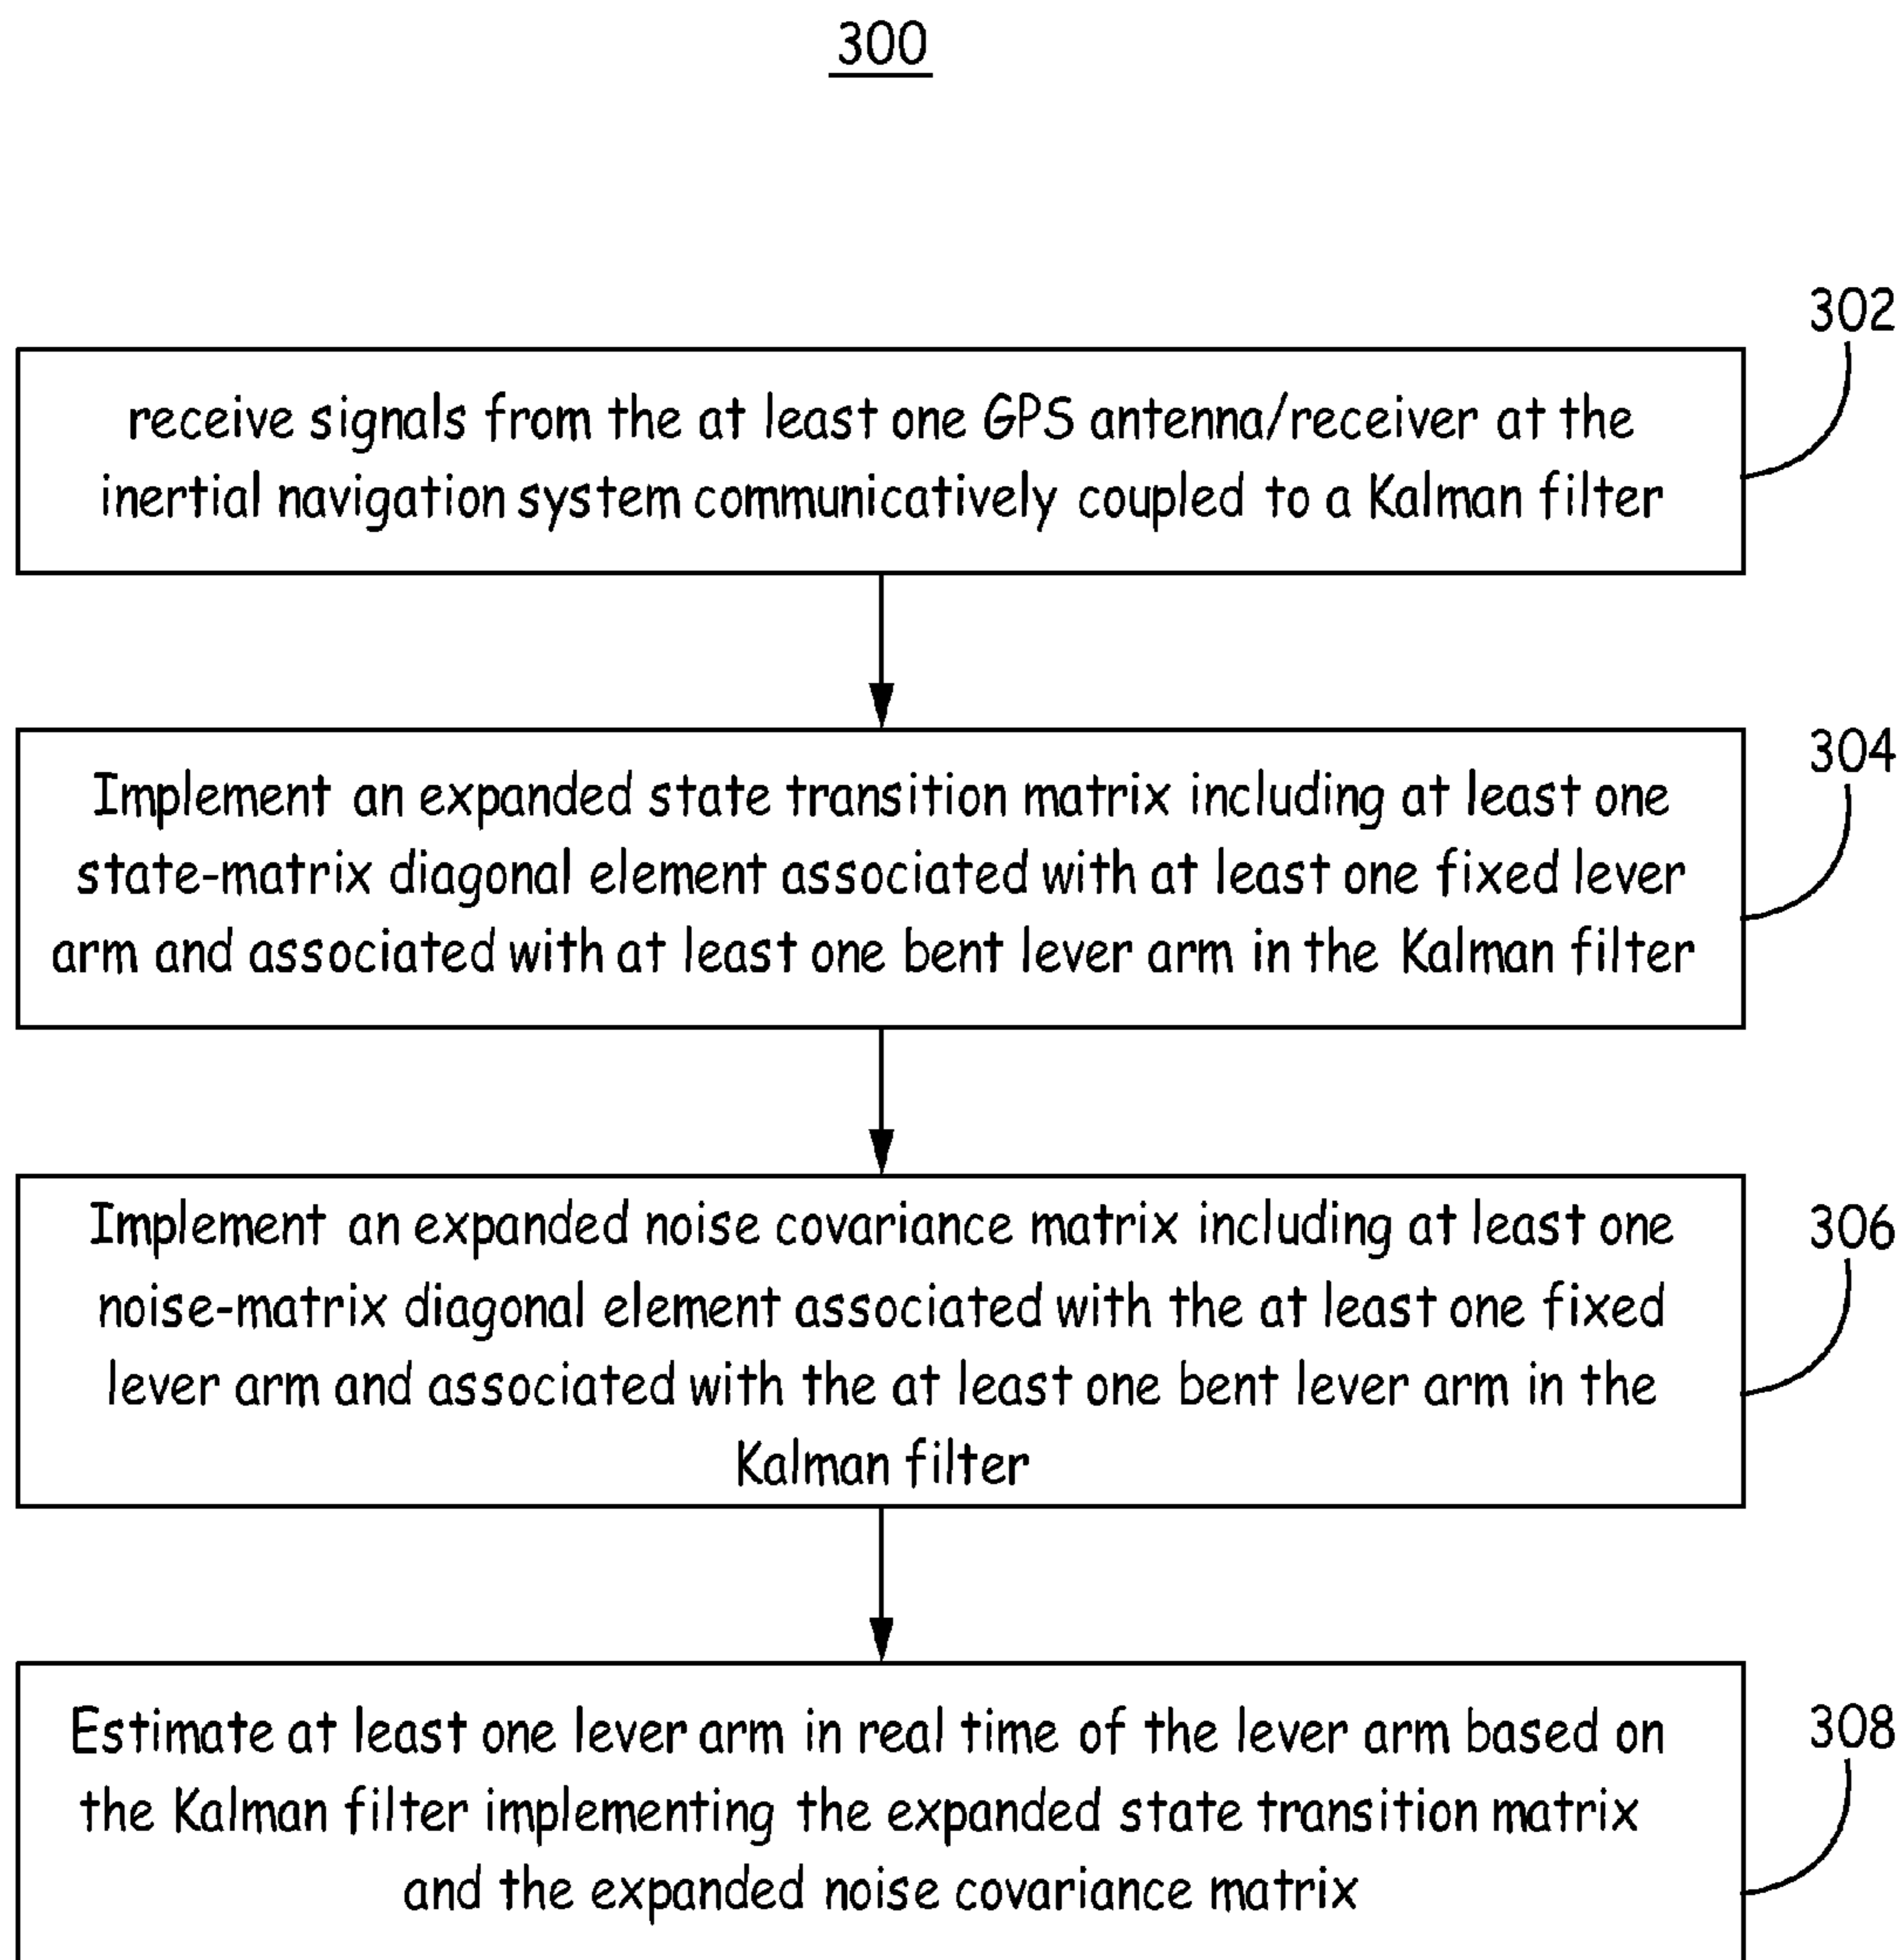 300
302
receive signals from the at least one GPS antenna/receiver at the
inertial navigation system communicatively coupled to a Kalman filter
304
Implement an expanded state transition matrix including at least one
state-matrix diagonal element associated with at least one fixed lever
arm and associated with at least one bent lever arm in the Kalman filter
306
Implement an expanded noise covariance matrix including at least one
noise-matrix diagonal element associated with the at least one fixed
lever arm and associated with the at least one bent lever arm in the
Kalman filter
308
Estimate at least one lever arm in real time of the lever arm based on
the Kalman filter implementing the expanded state transition matrix
and the expanded noise covariance matrix